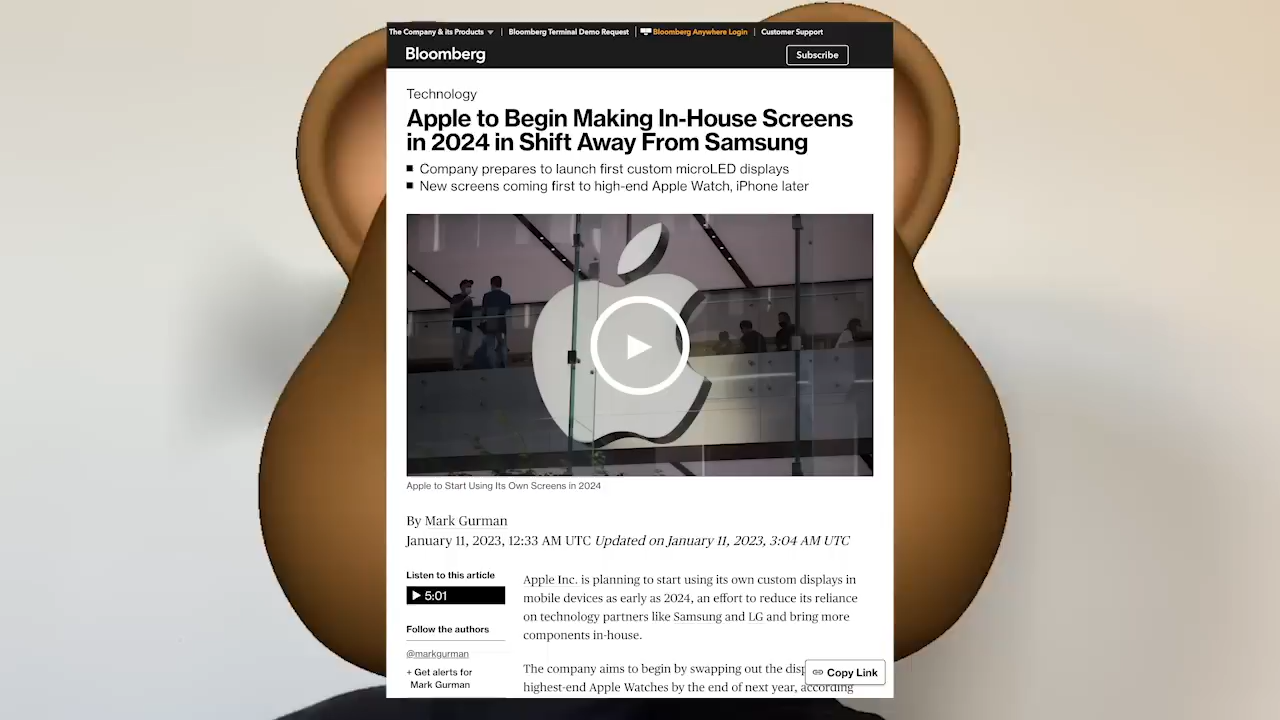 The Company & its Products ▼ | Bloomberg Terminal Demo Request | Bloomberg Anywhere Login | Customer Support
Bloomberg
Subscribe
Technology
Apple to Begin Making In-House Screens
in 2024 in Shift Away From Samsung
■ Company prepares to launch first custom microLED displays
■ New screens coming first to high-end Apple Watch, iPhone later
Apple to Start Using Its Own Screens in 2024
By Mark Gurman
January 11, 2023, 12:33 AM UTC Updated on January 11, 2023, 3:04 AM UTC
Listen to this article
5:01
Follow the authors
@markgurman
+ Get alerts for
Mark Gurman
Apple Inc. is planning to start using its own custom displays in
mobile devices as early as 2024, an effort to reduce its reliance
on technology partners like Samsung and LG and bring more
components in-house.
The company aims to begin by swapping out the
highest-end Apple Watches by the end of next year, according
Copy Link